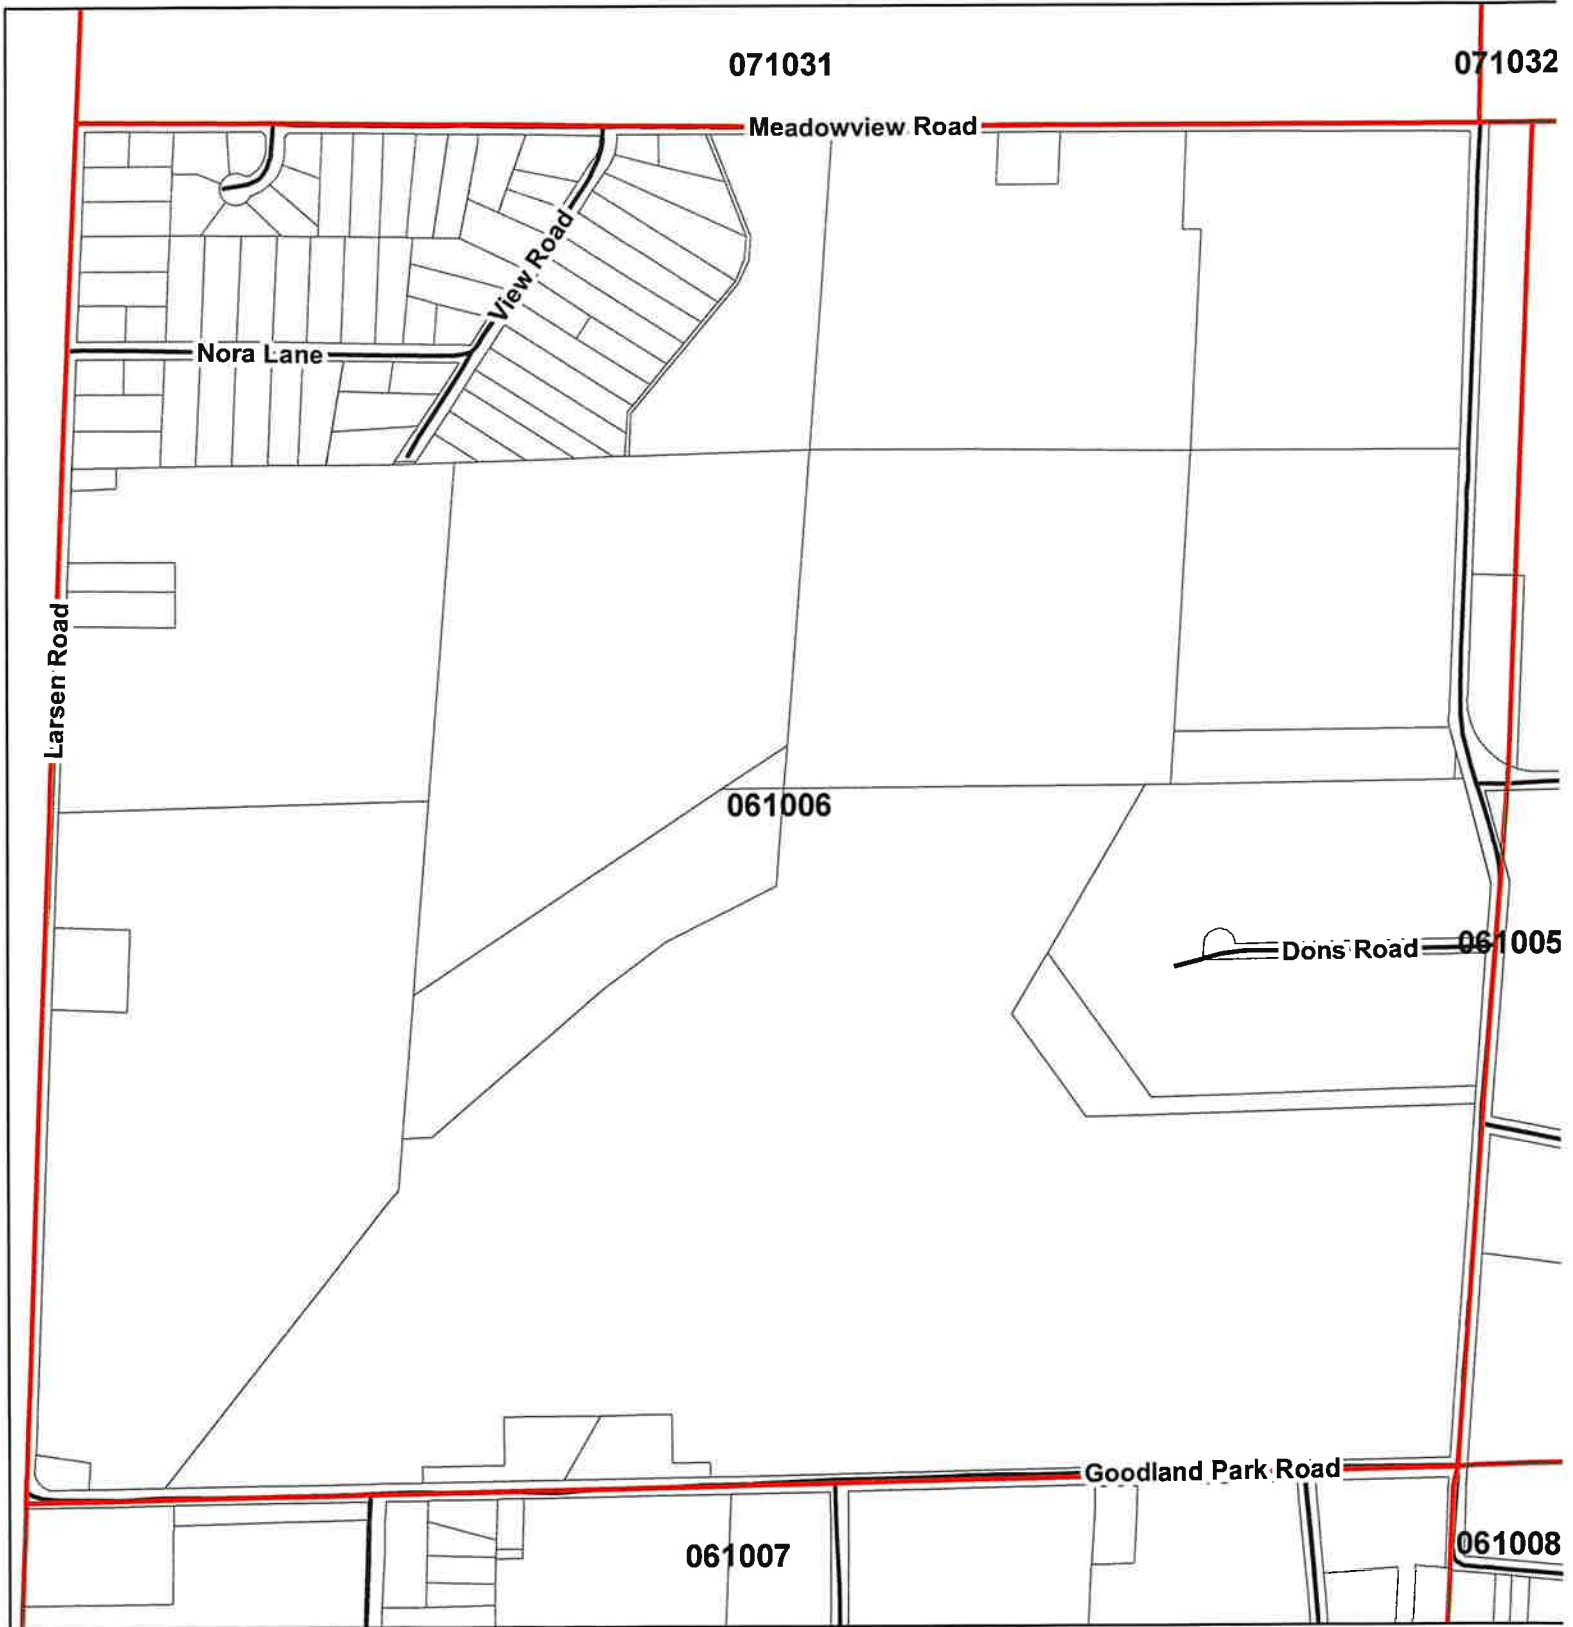 071031
071032
Meadowview Road
View Road
Nora Lane
Larsen Road
061006
Dons Road
061005
Goodland Park Road
061007
061008